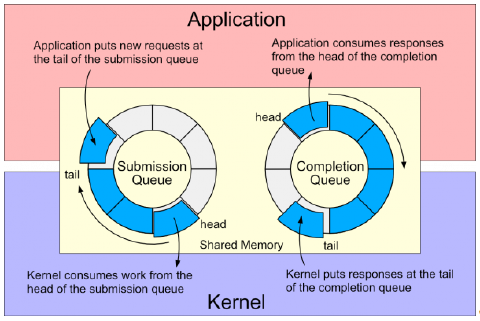 Application
Application puts new requests at
the tail of the submission queue
Application consumes responses
from the head of the completion
queue
head
Submission
Queue
Completion
Queue
tail
head
Shared Memory
tail
Kernel consumes work from the
head of the submission queue
Kernel puts responses at the tail
of the completion queue
Kernel